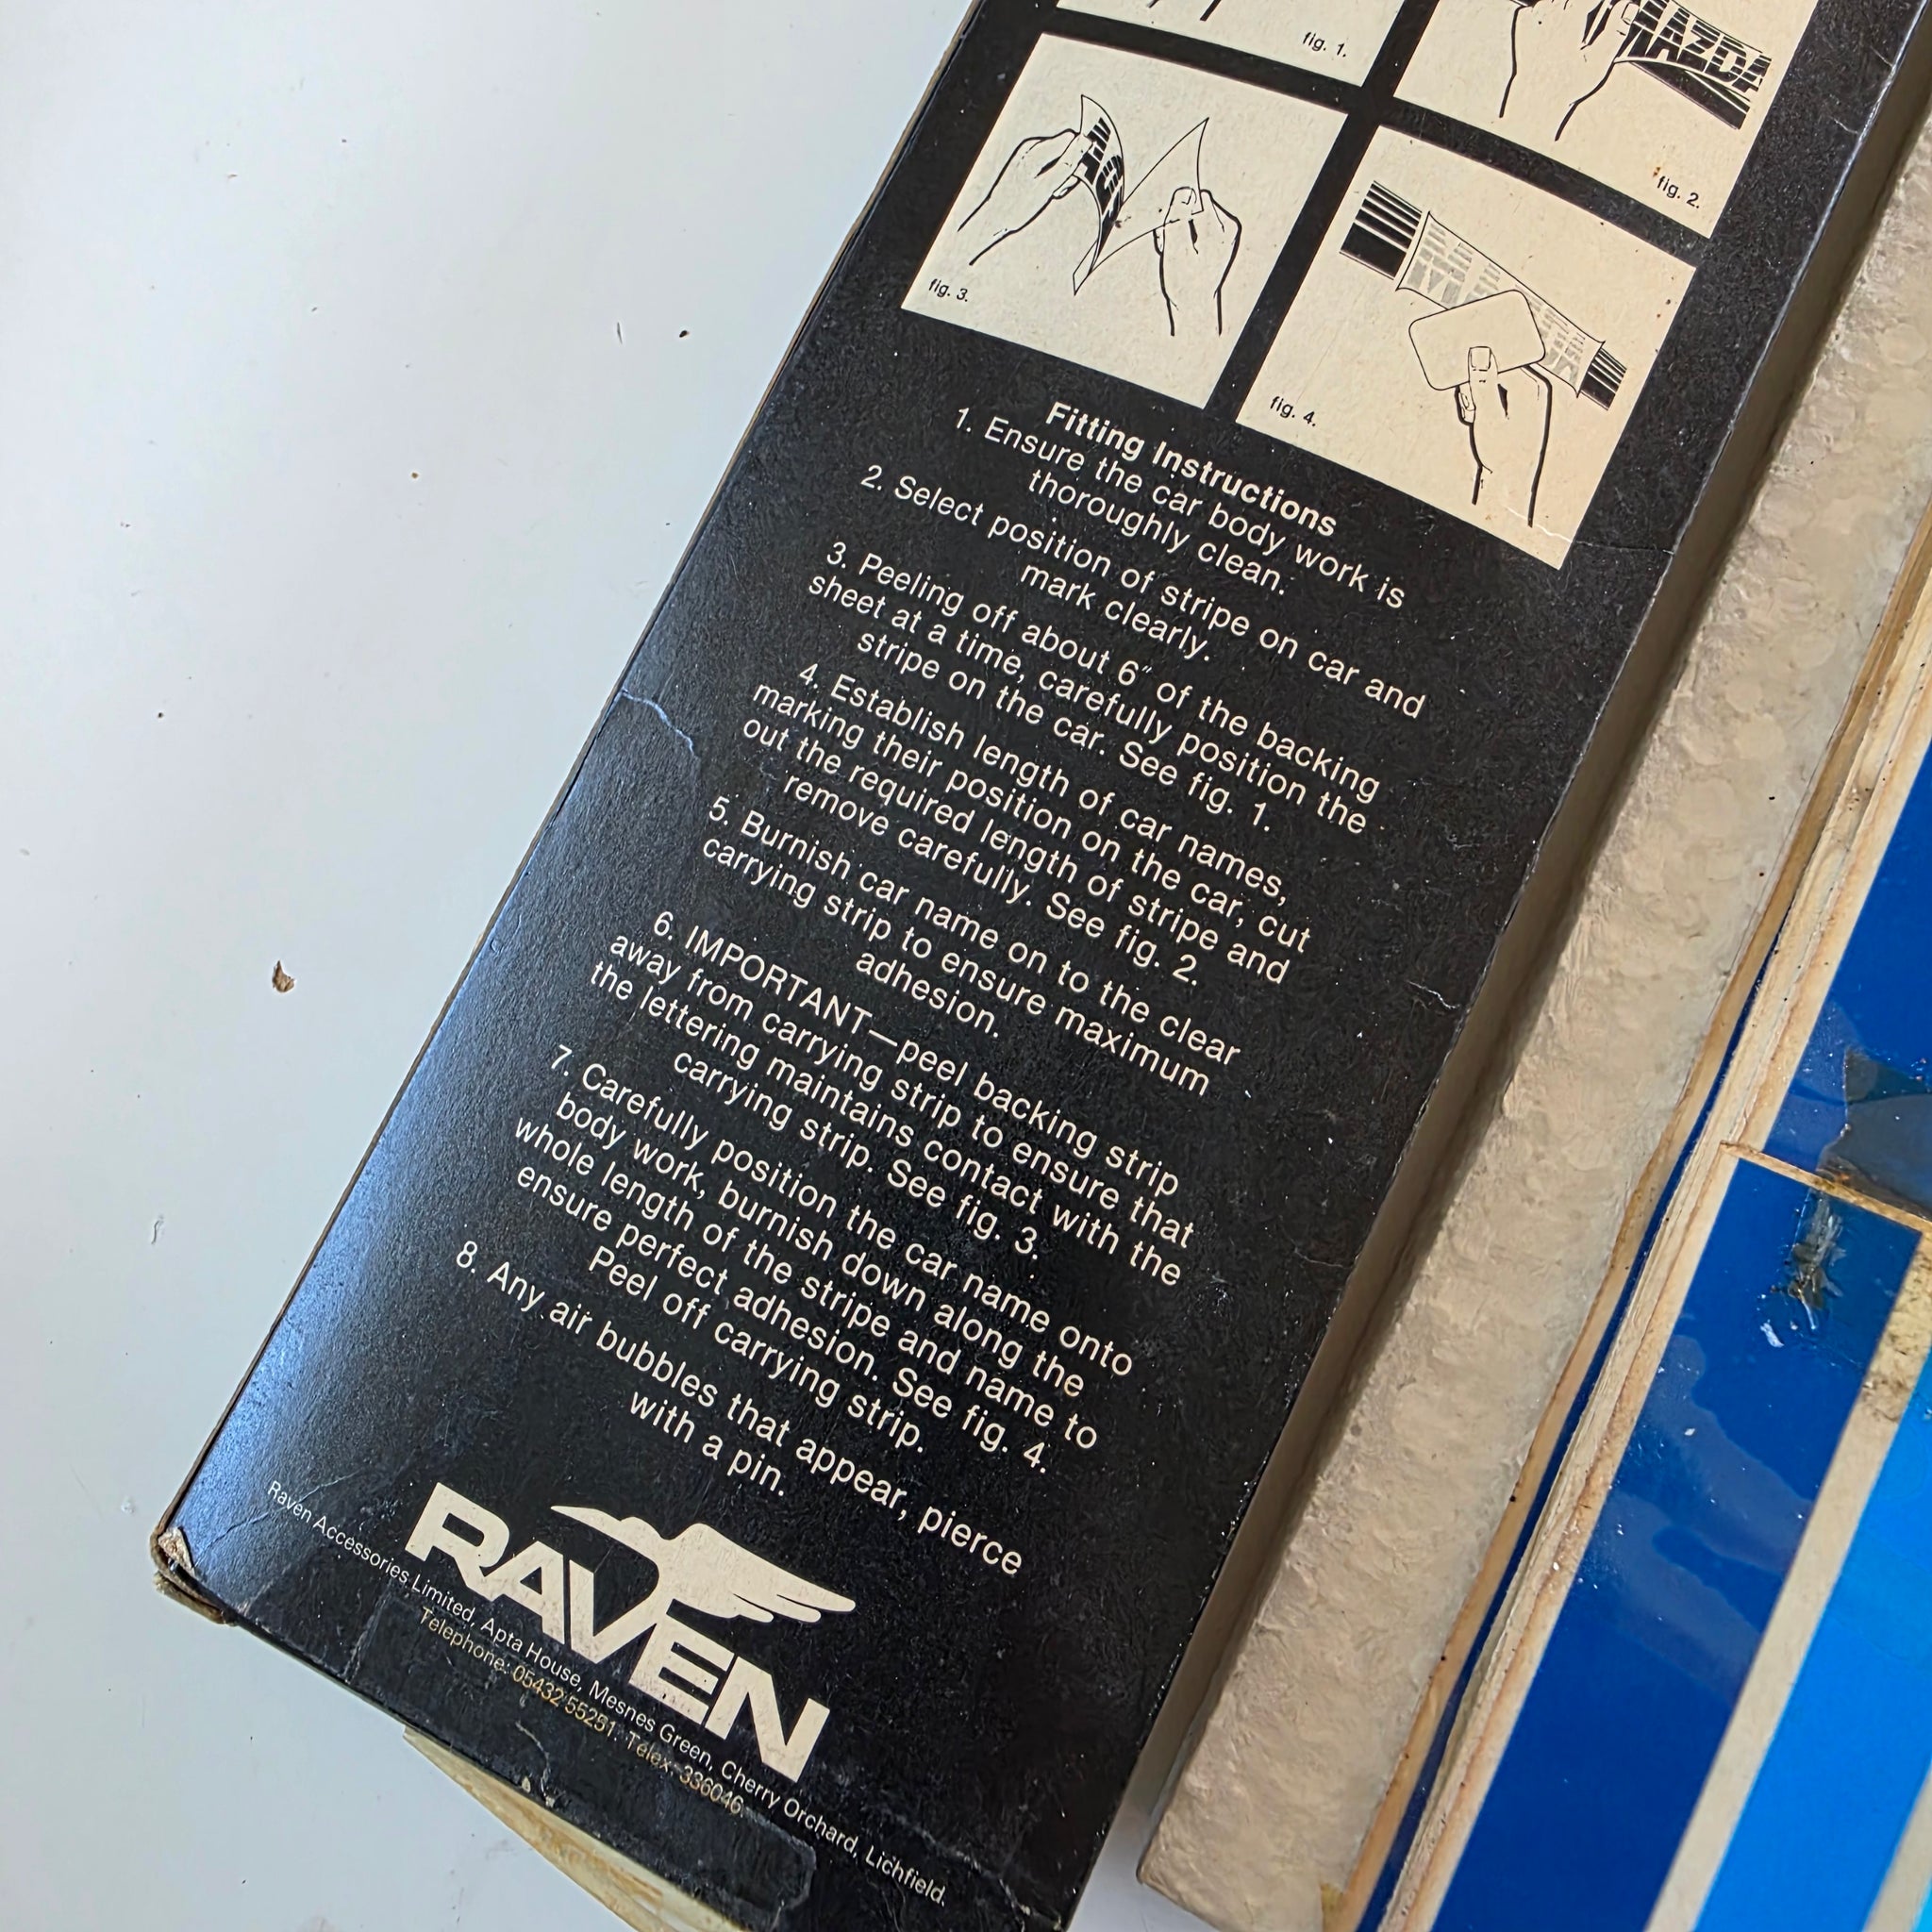 fig. 1.
MAZDA
fig. 2.
fig. 3.
fig. 4.
Fitting Instructions
1. Ensure the car body work is
thoroughly clean.
2. Select position of stripe on car and
mark clearly.
3. Peeling off about 6″ of the backing
sheet at a time, carefully position the
stripe on the car. See fig. 1.
4. Establish length of car names,
marking their position on the car, cut
out the required length of stripe and
remove carefully. See fig. 2.
5. Burnish car name on to the clear
carrying strip to ensure maximum
adhesion.
6. IMPORTANT—peel backing strip
away from carrying strip to ensure that
the lettering maintains contact with the
carrying strip. See fig. 3.
7. Carefully position the car name onto
body work, burnish down along the
whole length of the stripe and name to
ensure perfect adhesion. See fig. 4.
Peel off carrying strip.
8. Any air bubbles that appear, pierce
with a pin.
RAVEN
Raven Accessories Limited, Apta House, Mesnes Green, Cherry Orchard, Lichfield.
Telephone: 05432 55251. Telex: 336046